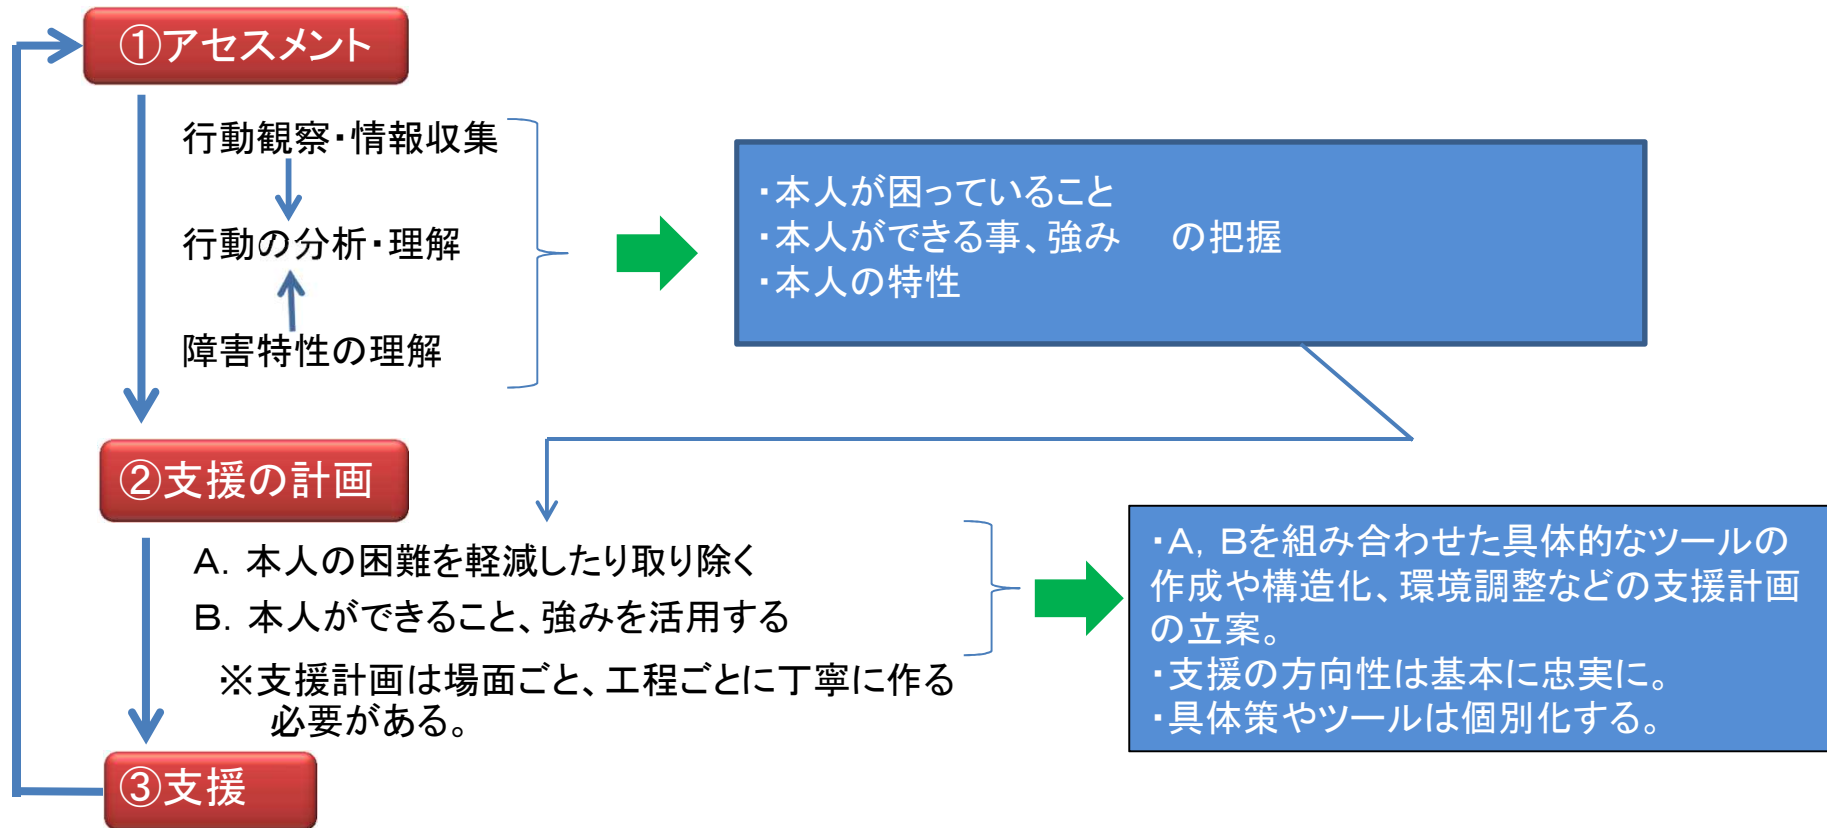 ①アセスメント
行動観察・情報収集
行動の分析・理解
障害特性の理解
・本人が困っていること
・本人ができる事、強み　の把握
・本人の特性
②支援の計画
A．本人の困難を軽減したり取り除く
B．本人ができること、強みを活用する
※支援計画は場面ごと、工程ごとに丁寧に作る
必要がある。
・A，Bを組み合わせた具体的なツールの
作成や構造化、環境調整などの支援計画
の立案。
・支援の方向性は基本に忠実に。
・具体策やツールは個別化する。
③支援